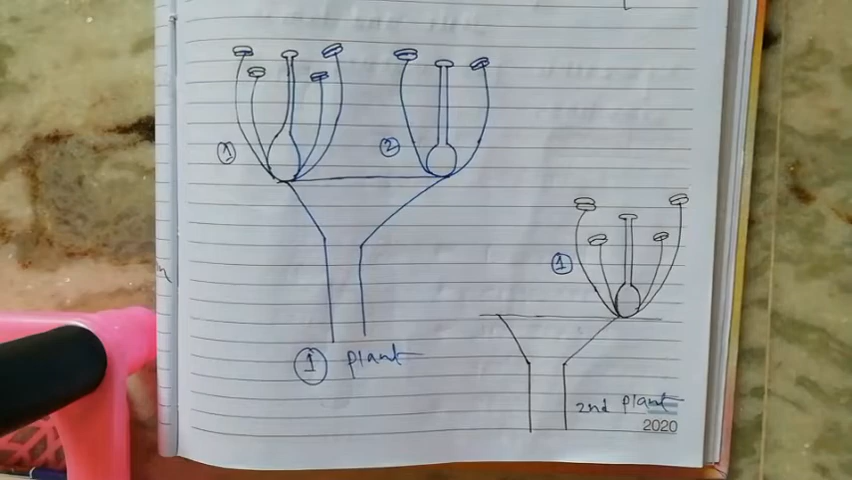 ① ②
① plant
①
2nd plant
2020